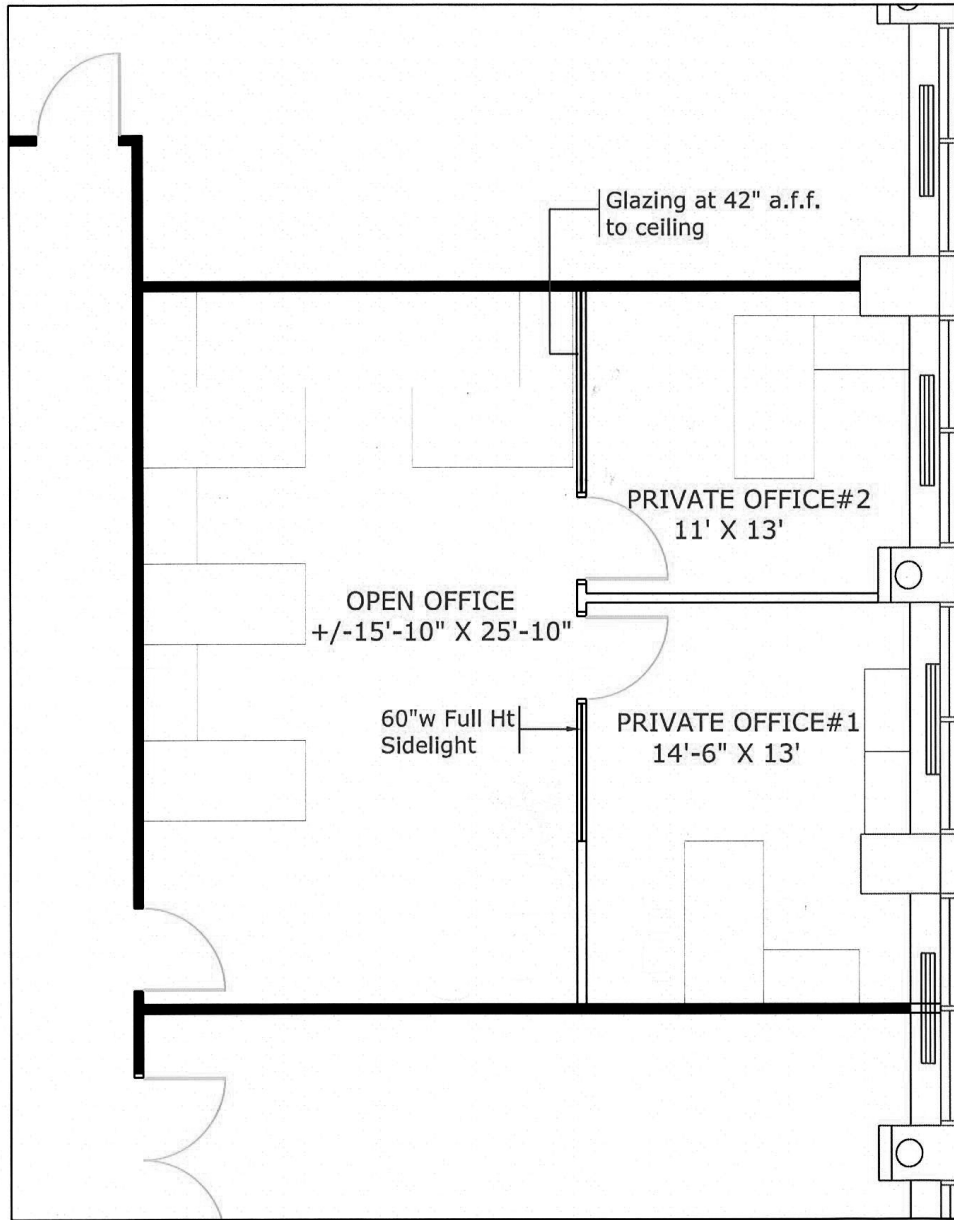 Glazing at 42" a.f.f.
to ceiling
PRIVATE OFFICE#2
11' X 13'
OPEN OFFICE
+/-15'-10" X 25'-10"
60"w Full Ht
Sidelight
PRIVATE OFFICE#1
14'-6" X 13'